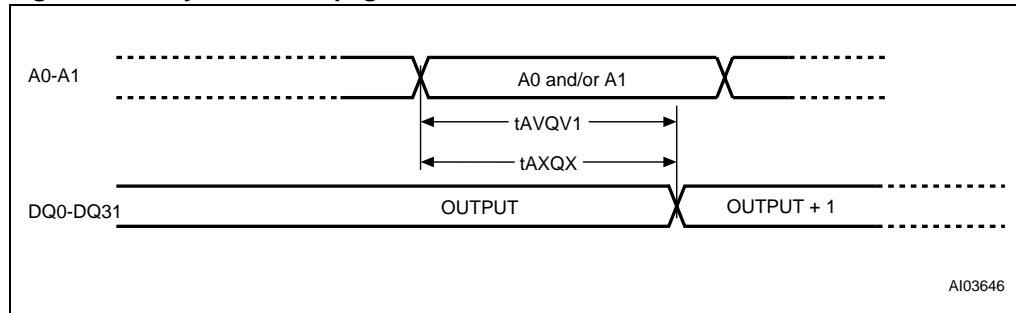 A0-A1
A0 and/or A1
tAVQV1
tAXQX
DQ0-DQ31
OUTPUT
OUTPUT + 1
AI03646